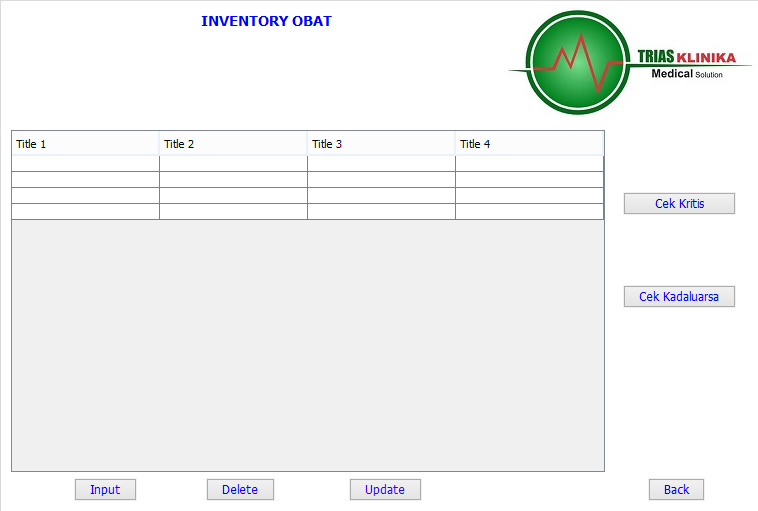 INVENTORY OBAT
TRIAS KLINIKA
Medical Solution
Title 1 Title 2 Title 3 Title 4
Cek Kritis
Cek Kadaluarsa
Input Delete Update Back